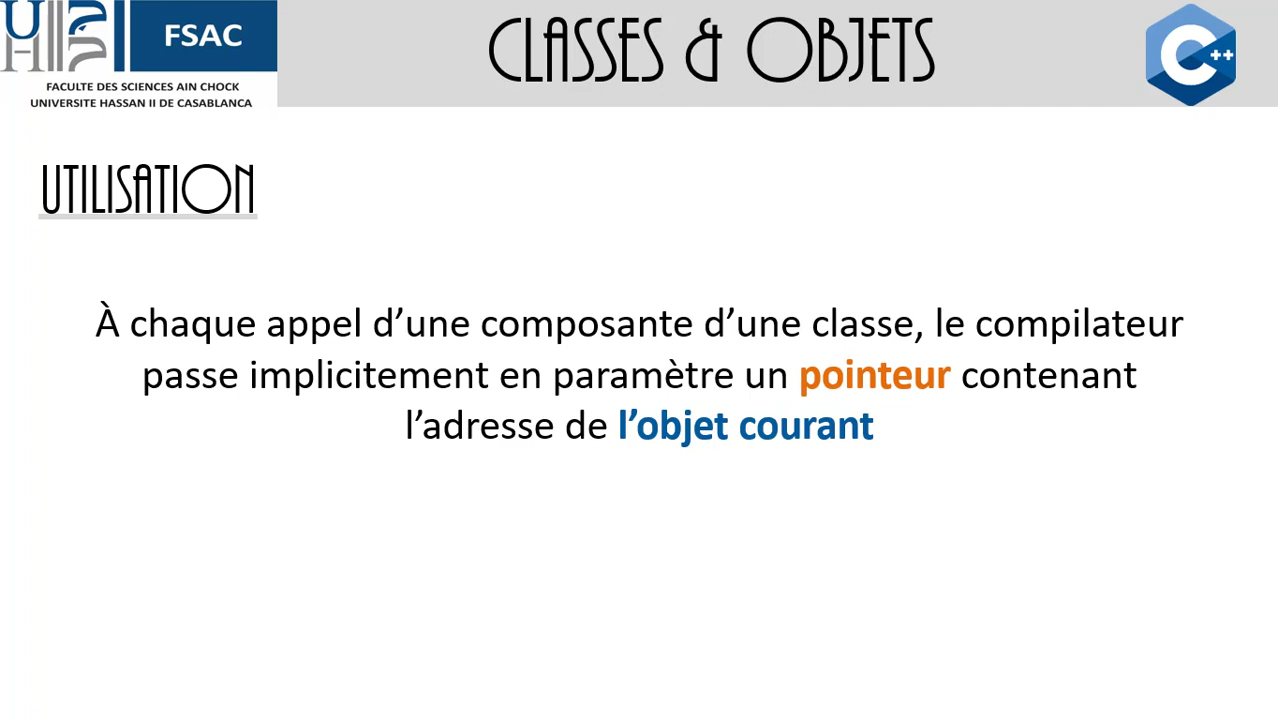 UH
FSAC
FACULTE DES SCIENCES AIN CHOCK
UNIVERSITE HASSAN II DE CASABLANCA
CLASSES & OBJETS
C++
UTILISATION
À chaque appel d’une composante d’une classe, le compilateur
passe implicitement en paramètre un pointeur contenant
l’adresse de l’objet courant